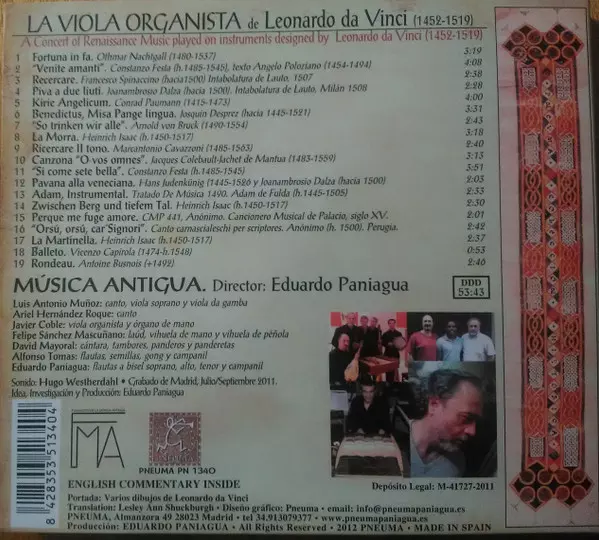 LA VIOLA ORGANISTA de Leonardo da Vinci (1452-1519)
A Concert of Renaissance Music played on instruments designed by Leonardo da Vinci (1452-1519)
1 Fortuna in fa. Othmar Nachtgall (1480-1537) 3:19
2 "Venite amanti". Costanzo Festa (h.1485-1545), texto Angelo Poloziano (1454-1494) 4:08
3 Recercare. Francesco Spinaccino (hacia1500) Intabolatura de Lauto, 1507 2:38
4 Piva a due liuti. Joanambrosio Dalza (hacia 1500). Intabolatura de Lauto, Milán 1508 2:28
5 Kirie Angelicum. Conrad Paumann (1415-1473) 4:00
6 Benedictus, Misa Pange lingua. Josquin Desprez (hacia 1445-1521) 3:31
7 "So trinken wir alle". Arnold von Bruck (1490-1554) 2:43
8 La Morra. Heinrich Isaac (h.1450-1517) 3:18
9 Ricercare II tono. Marcantonio Cavazzoni (1485-1563) 2:40
10 Canzona "O vos omnes". Jacques Colebault-Jachet de Mantua (1483-1559) 3:13
11 "Si come sete bella". Constanzo Festa (h.1485-1545) 3:51
12 Pavana alla veneciana. Hans Judenkünig (1445-1526 y Joanambrosio Dalza (hacia 1500) 2:03
13 Adam, Instrumental. Tratado De Música 1490. Adam de Fulda (h.1445-1505) 2:33
14 Zwischen Berg und tiefem Tal. Heinrich Isaac (h.1450-1517) 2:30
15 Perque me fuge amore. CMP 441, Anónimo. Cancionero Musical de Palacio, siglo XV. 2:01
16 "Orsú, orsú, car'Signori". Canto carnascialeschi per scriptores. Anónimo (h. 1500). Perugia. 2:42
17 La Martinella. Heinrich Isaac (h.1450-1517) 2:37
18 Balleto. Vicenzo Capirola (1474-h.1548) 0:53
19 Rondeau. Antoine Busnois (+1492) 2:46
MÚSICA ANTIGUA. Director: Eduardo Paniagua
DDD
53:43
Luis Antonio Muñoz: canto, viola soprano y viola da gamba
Ariel Hernández Roque: canto
Javier Coble: viola organista y órgano de mano
Felipe Sánchez Mascuñano: laúd, vihuela de mano y vihuela de péñola
David Mayoral: cántara, tambores, panderos y panderetas
Alfonso Tomas: flautas, semillas, gong y campanil
Eduardo Paniagua: flautas a bisel soprano, alto, tenor y campanil
Sonido: Hugo Westherdahl • Grabado de Madrid, Julio/Septiembre 2011.
Idea, Investigación y Producción: Eduardo Paniagua
8 428353 513404
FMA
PNEUMA PN 1340
ENGLISH COMMENTARY INSIDE
Depósito Legal: M-41727-2011
Portada: Varios dibujos de Leonardo da Vinci
Translation: Lesley Ann Shuckburgh • Diseño gráfico: Pneuma • email: info@pneumapaniagua.es
PNEUMA, Almanzora 49 28023 Madrid • tel 34.913079377 • www.pneumapaniagua.es
Producción: EDUARDO PANIAGUA • All Rights Reserved • 2012 PNEUMA • MADE IN SPAIN